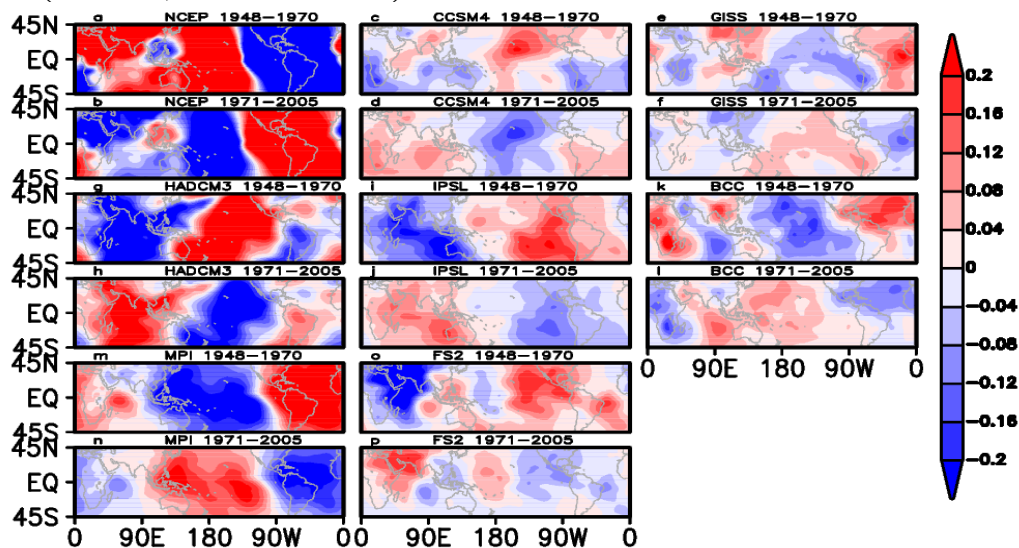 a NCEP 1948-1970 c CCSM4 1948-1970 e GISS 1948-1970
45N
EQ
45S
b NCEP 1971-2005 d CCSM4 1971-2005 f GISS 1971-2005
45N
EQ
45S
g HADCM3 1948-1970 i IPSL 1948-1970 k BCC 1948-1970
45N
EQ
45S
h HADCM3 1971-2005 j IPSL 1971-2005 l BCC 1971-2005
45N
EQ
45S
0 90E 180 90W 0
m MPI 1948-1970 o FS2 1948-1970
45N
EQ
45S
n MPI 1971-2005 p FS2 1971-2005
45N
EQ
45S
0 90E 180 90W 0 90E 180 90W 0
0.2
0.16
0.12
0.08
0.04
0
-0.04
-0.08
-0.12
-0.16
-0.2